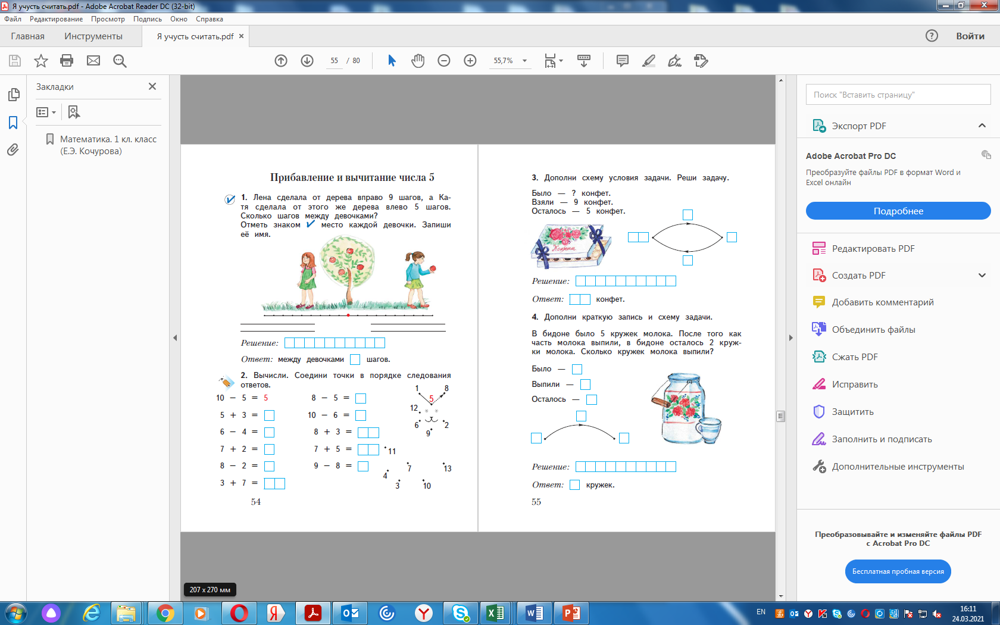 Я учусть считать.pdf - Adobe Acrobat Reader DC (32-bit)
Файл Редактирование Просмотр Подпись Окно Справка
Главная Инструменты Я учусть считать.pdf × Войти
55 / 80 55,7%
Закладки
Математика. 1 кл. класс
(Е.Э. Кочурова)
Прибавление и вычитание числа 5
1. Лена сделала от дерева вправо 9 шагов, а Ка-
тя сделала от этого же дерева влево 5 шагов.
Сколько шагов между девочками?
Отметь знаком ✓ место каждой девочки. Запиши
её имя.
Решение:
Ответ: между девочками шагов.
2. Вычисли. Соедини точки в порядке следования
ответов.
10 − 5 = 5 8 − 5 =
5 + 3 = 10 − 6 =
6 − 4 = 8 + 3 =
7 + 2 = 7 + 5 =
8 − 2 = 9 − 8 =
3 + 7 =
1 8
5
12
6 2
9
11
7 13
4
3 10
54
3. Дополни схему условия задачи. Реши задачу.
Было — ? конфет.
Взяли — 9 конфет.
Осталось — 5 конфет.
Конфеты
Решение:
Ответ: конфет.
4. Дополни краткую запись и схему задачи.
В бидоне было 5 кружек молока. После того как
часть молока выпили, в бидоне осталось 2 круж-
ки молока. Сколько кружек молока выпили?
Было —
Выпили —
Осталось —
Решение:
Ответ: кружек.
55
207 x 270 мм
Поиск "Вставить страницу"
Экспорт PDF
Adobe Acrobat Pro DC
Преобразуйте файлы PDF в формат Word и
Excel онлайн
Подробнее
Редактировать PDF
Создать PDF
Добавить комментарий
Объединить файлы
Сжать PDF
Исправить
Защитить
Заполнить и подписать
Дополнительные инструменты
Преобразовывайте и изменяйте файлы PDF
с Acrobat Pro DC
Бесплатная пробная версия
EN
16:11
24.03.2021